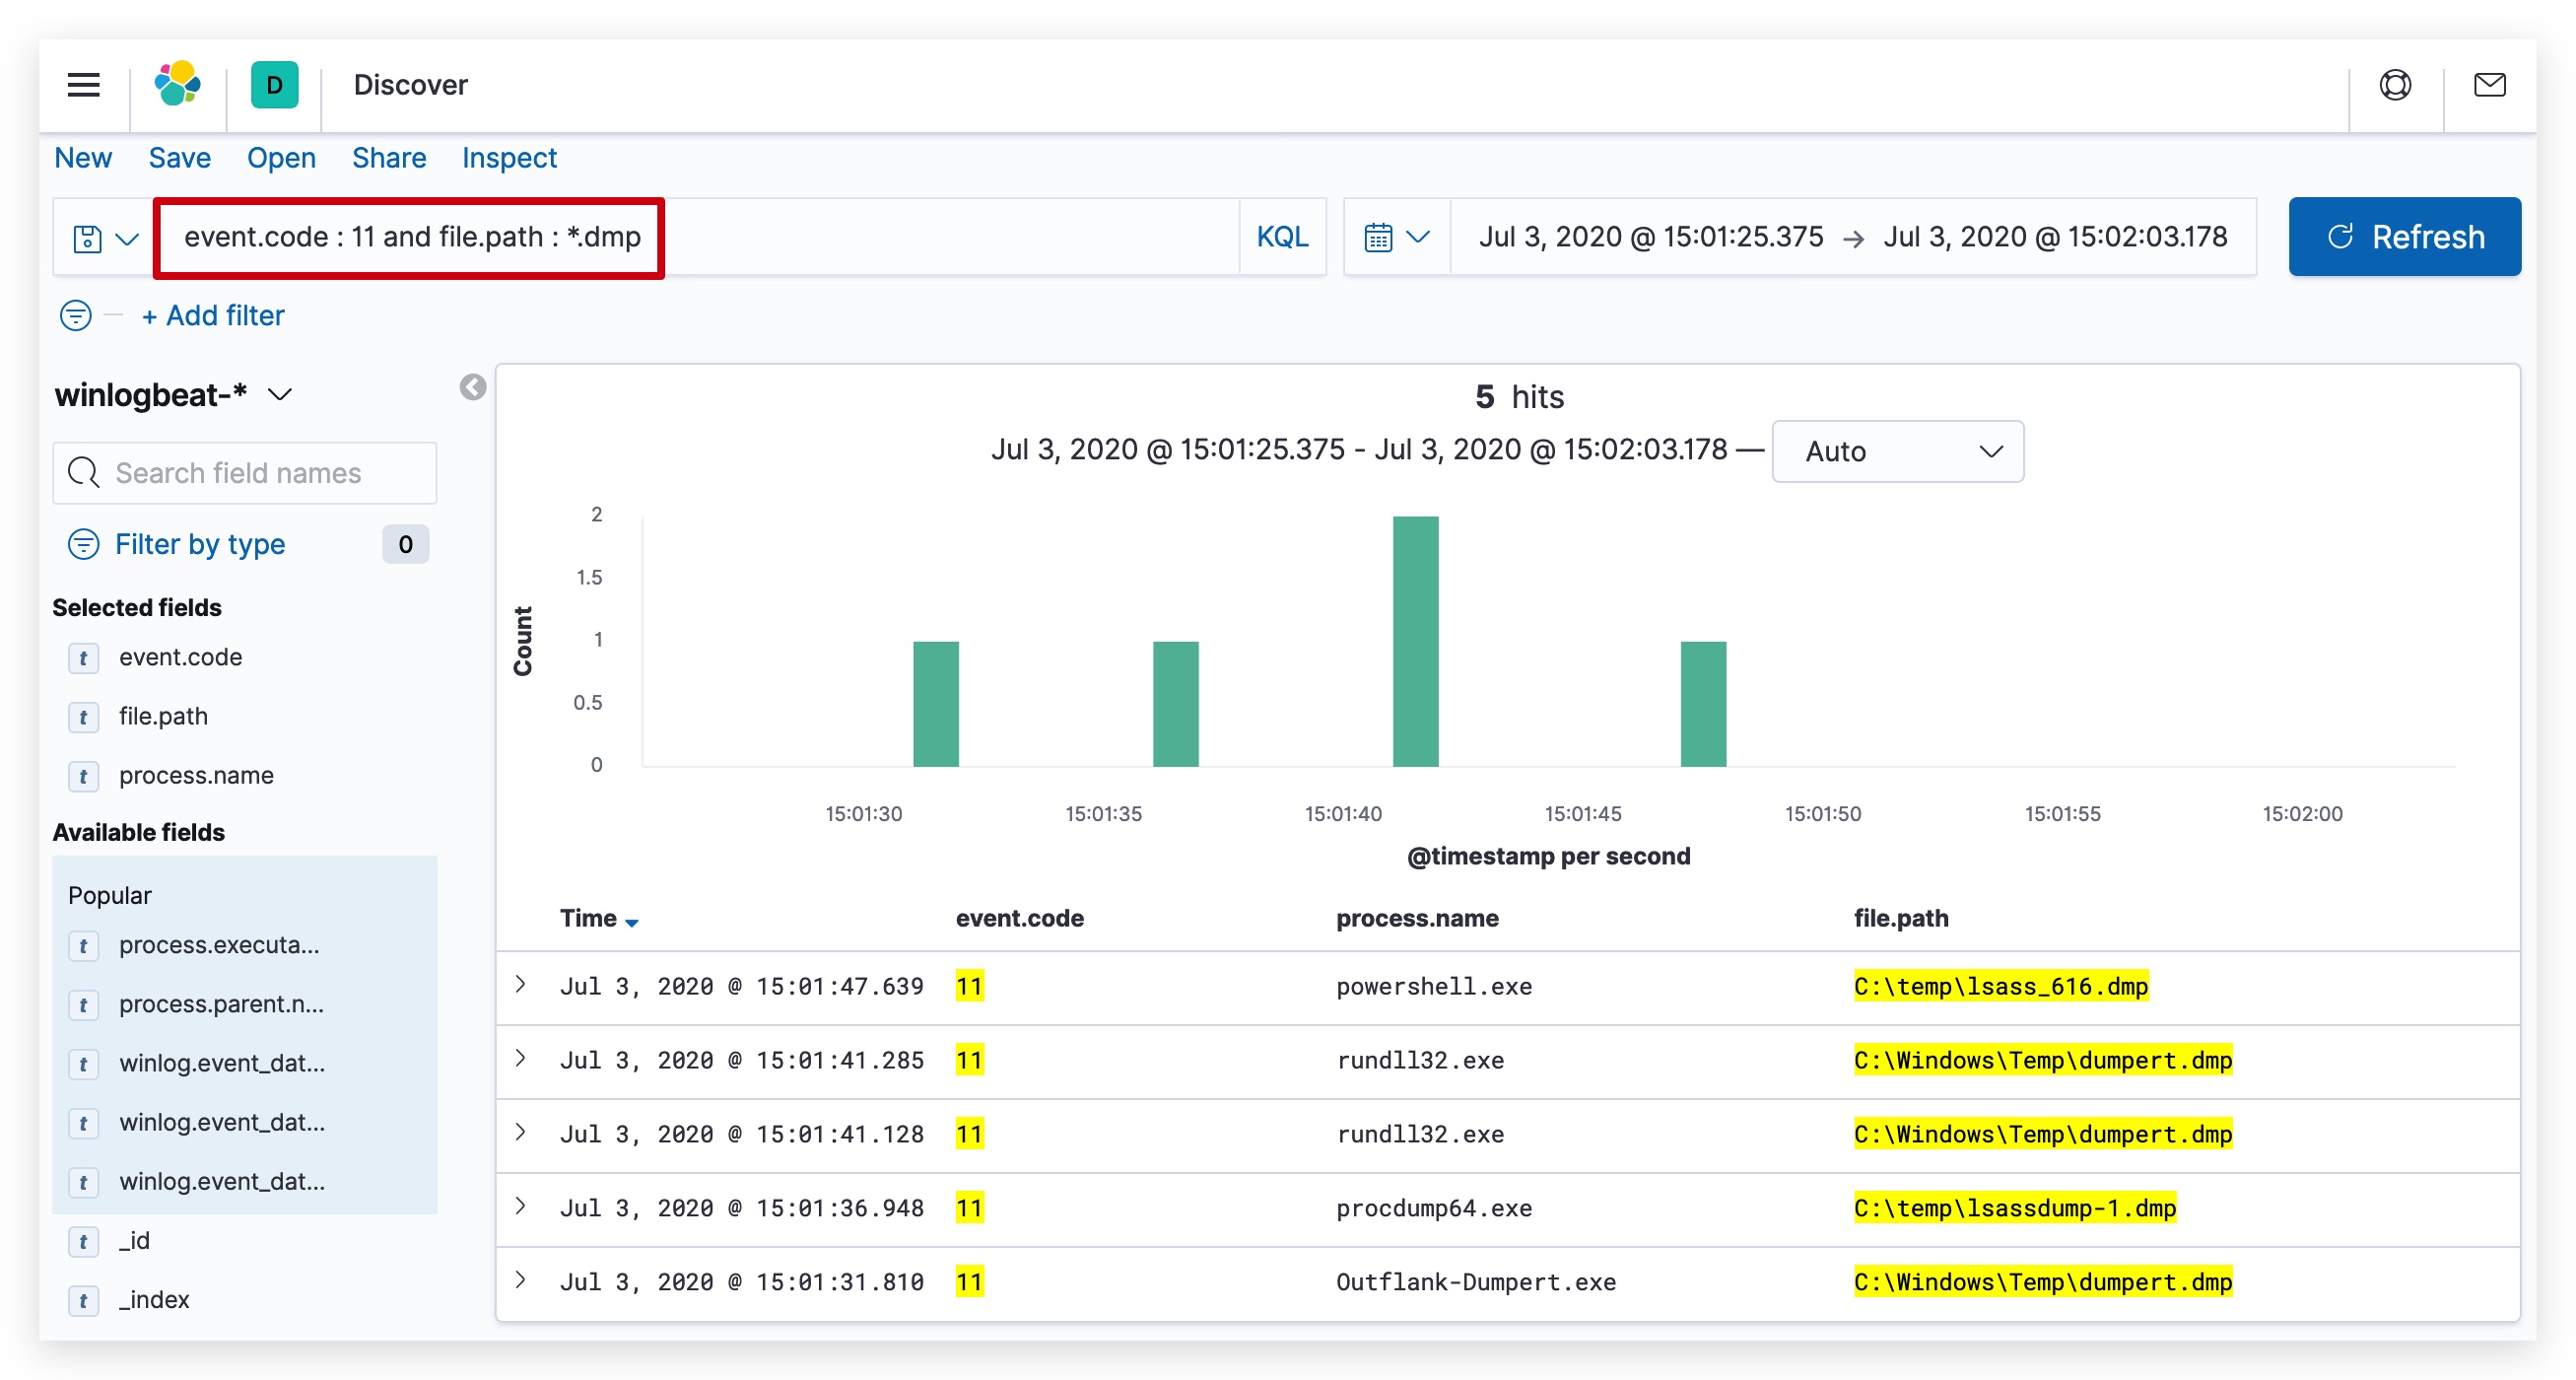 D Discover
New Save Open Share Inspect
event.code : 11 and file.path : *.dmp KQL Jul 3, 2020 @ 15:01:25.375 → Jul 3, 2020 @ 15:02:03.178 Refresh
+ Add filter
winlogbeat-*
Search field names
Filter by type 0
Selected fields
t event.code
t file.path
t process.name
Available fields
Popular
t process.executa...
t process.parent.n...
t winlog.event_dat...
t winlog.event_dat...
t winlog.event_dat...
t _id
t _index
5 hits
Jul 3, 2020 @ 15:01:25.375 - Jul 3, 2020 @ 15:02:03.178 — Auto
Count
2
1.5
1
0.5
0
15:01:30 15:01:35 15:01:40 15:01:45 15:01:50 15:01:55 15:02:00
@timestamp per second
Time event.code process.name file.path
Jul 3, 2020 @ 15:01:47.639 11 powershell.exe C:\temp\lsass_616.dmp
Jul 3, 2020 @ 15:01:41.285 11 rundll32.exe C:\Windows\Temp\dumpert.dmp
Jul 3, 2020 @ 15:01:41.128 11 rundll32.exe C:\Windows\Temp\dumpert.dmp
Jul 3, 2020 @ 15:01:36.948 11 procdump64.exe C:\temp\lsassdump-1.dmp
Jul 3, 2020 @ 15:01:31.810 11 Outflank-Dumpert.exe C:\Windows\Temp\dumpert.dmp